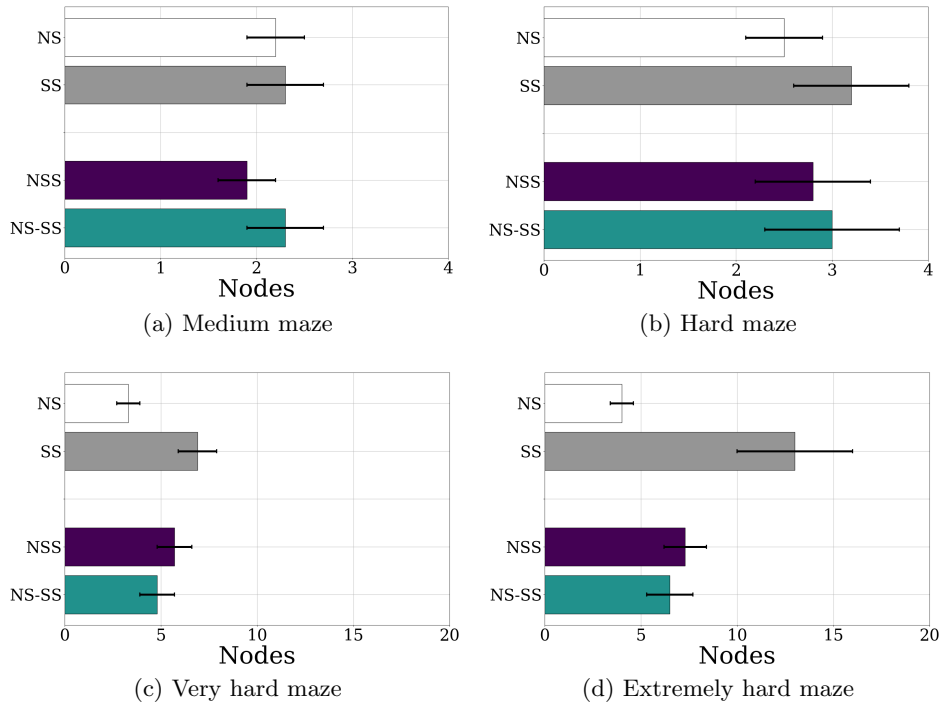 NS
SS
NSS
NS-SS
0 1 2 3 4
Nodes
(a) Medium maze
NS
SS
NSS
NS-SS
0 1 2 3 4
Nodes
(b) Hard maze
NS
SS
NSS
NS-SS
0 5 10 15 20
Nodes
(c) Very hard maze
NS
SS
NSS
NS-SS
0 5 10 15 20
Nodes
(d) Extremely hard maze